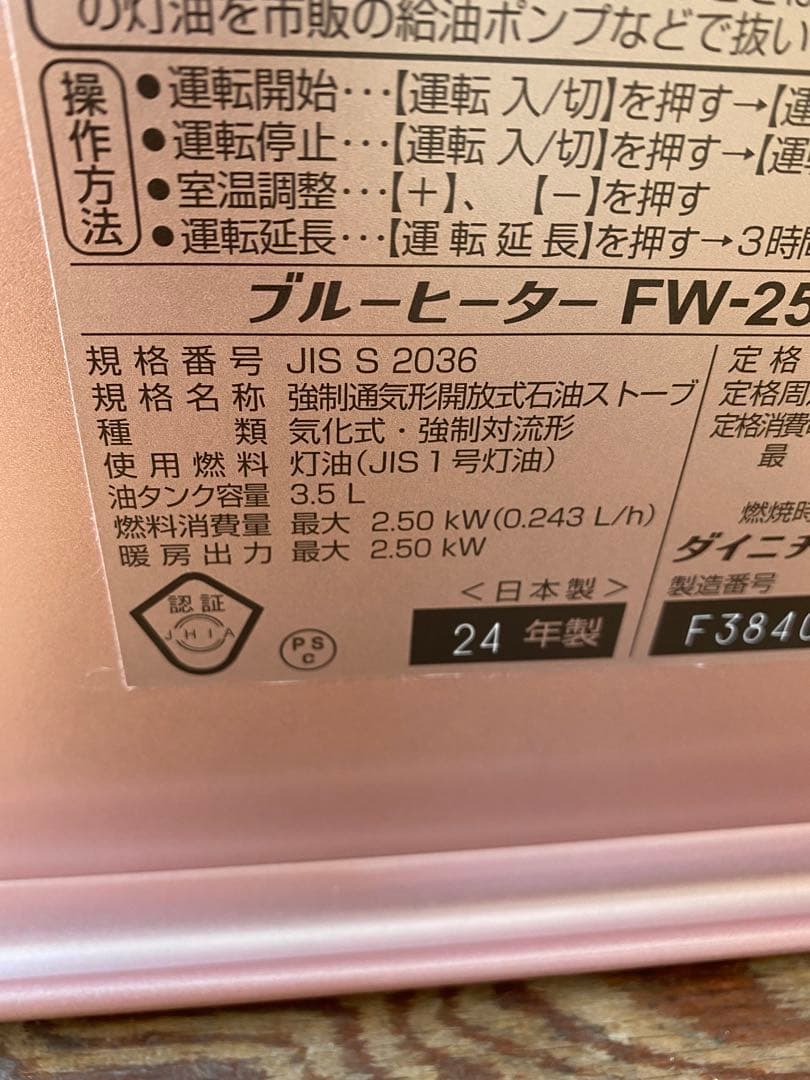 の灯油を市販の給油ポンプなどで抜い
操作方法
●運転開始･･･【運転 入/切】を押す→【運
●運転停止･･･【運転 入/切】を押す→【運
●室温調整･･･【＋】、【－】を押す
●運転延長･･･【運転延長】を押す→3時間
ブルーヒーター FW-25
規格番号 JIS S 2036
規格名称 強制通気形開放式石油ストーブ
種類 気化式・強制対流形
使用燃料 灯油(JIS1号灯油)
油タンク容量 3.5 L
燃料消費量 最大 2.50 kW(0.243 L/h)
暖房出力 最大 2.50 kW
定格
定格周
定格消費
最
燃焼時
ダイニチ
<日本製>
製造番号
認証
JHIA
PS
C
24 年製
F3840